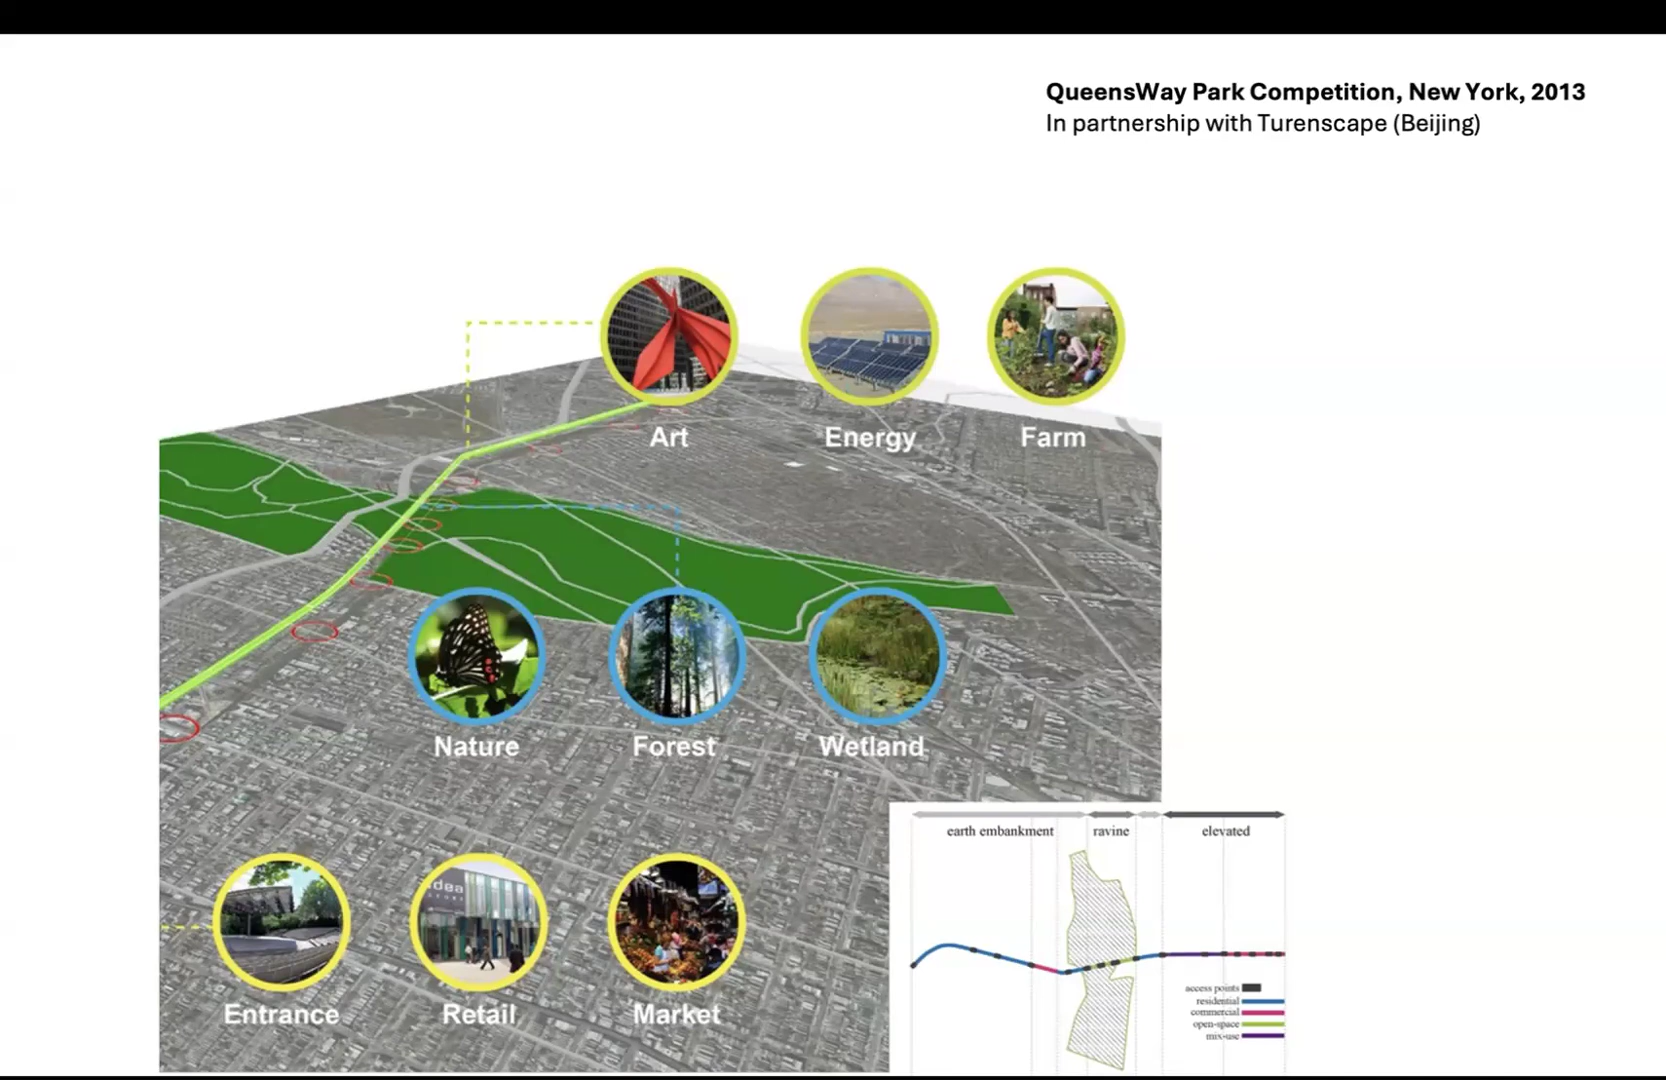 QueensWay Park Competition, New York, 2013
In partnership with Turenscape (Beijing)
Art
Energy
Farm
Nature
Forest
Wetland
idea
Entrance
Retail
Market
earth embankment
ravine
elevated
access points
residential
commercial
open-space
mix-use